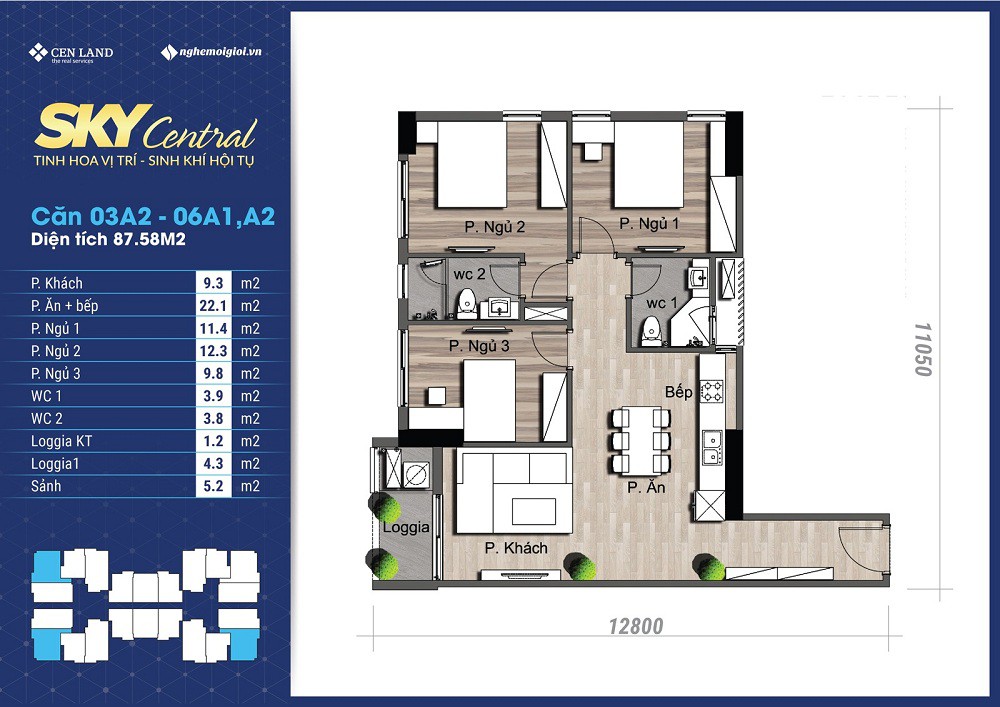 CEN LAND
the real services
nghemoigioi.vn
SKY Central
TINH HOA VỊ TRÍ - SINH KHÍ HỘI TỤ
Căn 03A2 - 06A1,A2
Diện tích 87.58M2
P. Khách 9.3 m2
P. Ăn + bếp 22.1 m2
P. Ngủ 1 11.4 m2
P. Ngủ 2 12.3 m2
P. Ngủ 3 9.8 m2
WC 1 3.9 m2
WC 2 3.8 m2
Loggia KT 1.2 m2
Loggia1 4.3 m2
Sảnh 5.2 m2
P. Ngủ 2
P. Ngủ 1
wc 2
wc 1
P. Ngủ 3
Bếp
P. Ăn
Loggia
P. Khách
11050
12800